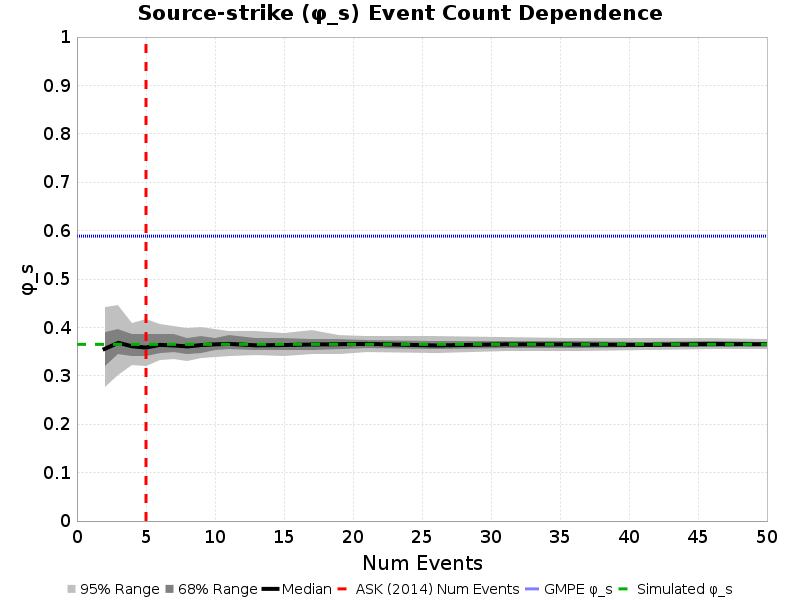 Source-strike (φ_s) Event Count Dependence
1
0.9
0.8
0.7
0.6
0.5
0.4
0.3
0.2
0.1
0
φ_s
0 5 10 15 20 25 30 35 40 45 50
Num Events
95% Range 68% Range Median ASK (2014) Num Events GMPE φ_s Simulated φ_s